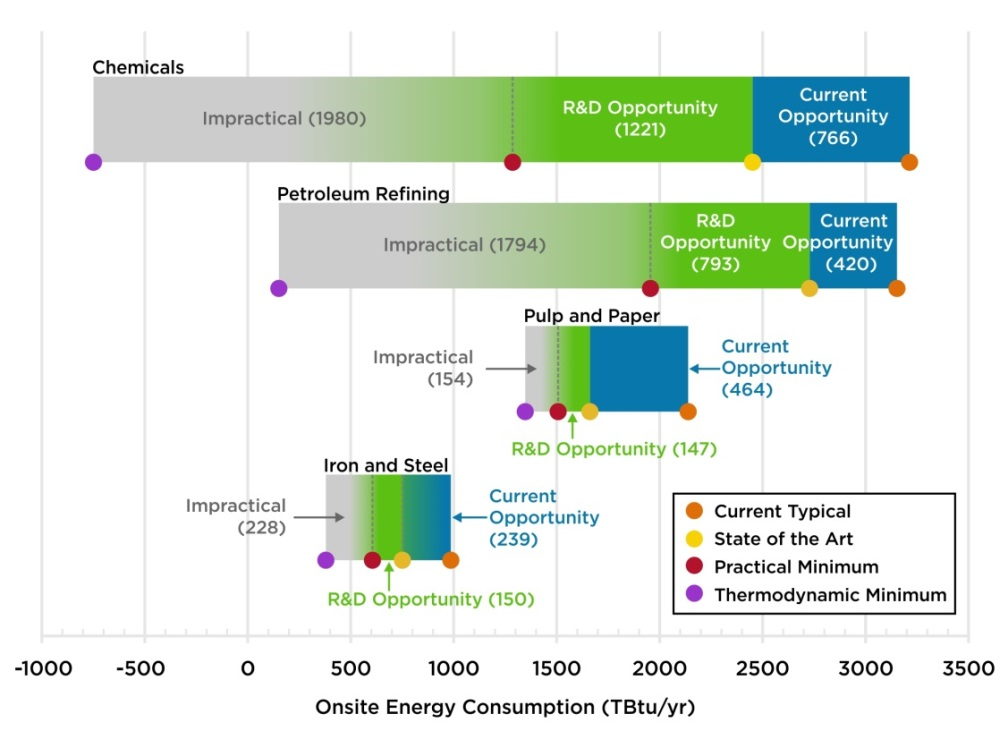 Chemicals
Impractical (1980)
R&D Opportunity
(1221)
Current
Opportunity
(766)
Petroleum Refining
Impractical (1794)
R&D
Opportunity
(793)
Current
Opportunity
(420)
Pulp and Paper
Impractical
(154)
Current
Opportunity
(464)
R&D Opportunity (147)
Iron and Steel
Impractical
(228)
Current
Opportunity
(239)
R&D Opportunity (150)
Current Typical
State of the Art
Practical Minimum
Thermodynamic Minimum
-1000 -500 0 500 1000 1500 2000 2500 3000 3500
Onsite Energy Consumption (TBtu/yr)